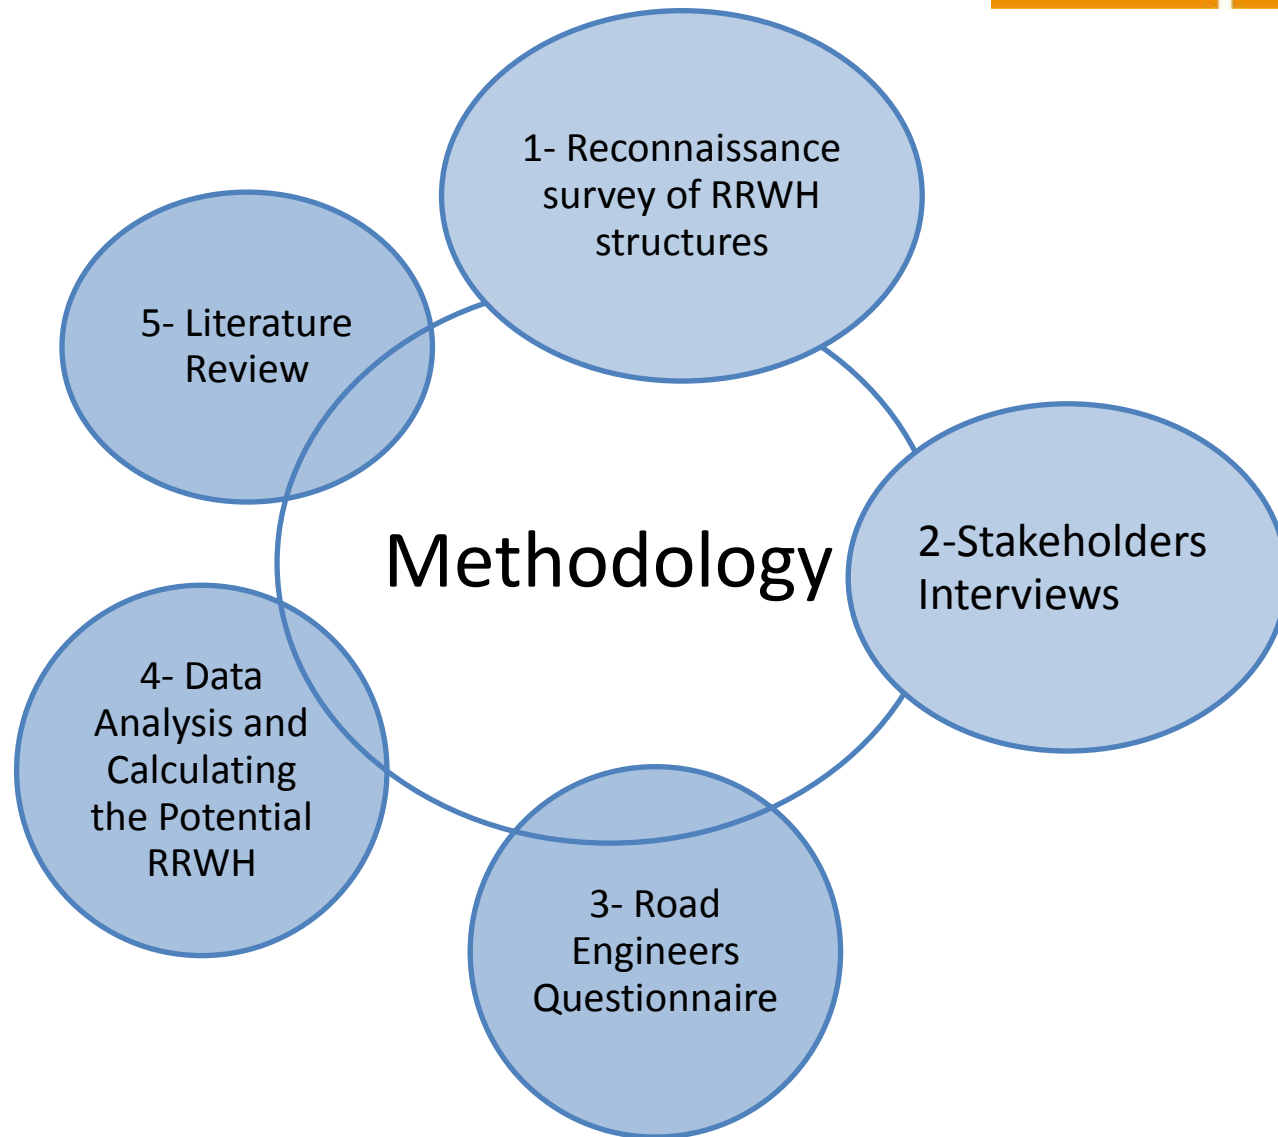 1- Reconnaissance
survey of RRWH
structures
5- Literature
Review
Methodology
2-Stakeholders
Interviews
4- Data
Analysis and
Calculating
the Potential
RRWH
3- Road
Engineers
Questionnaire